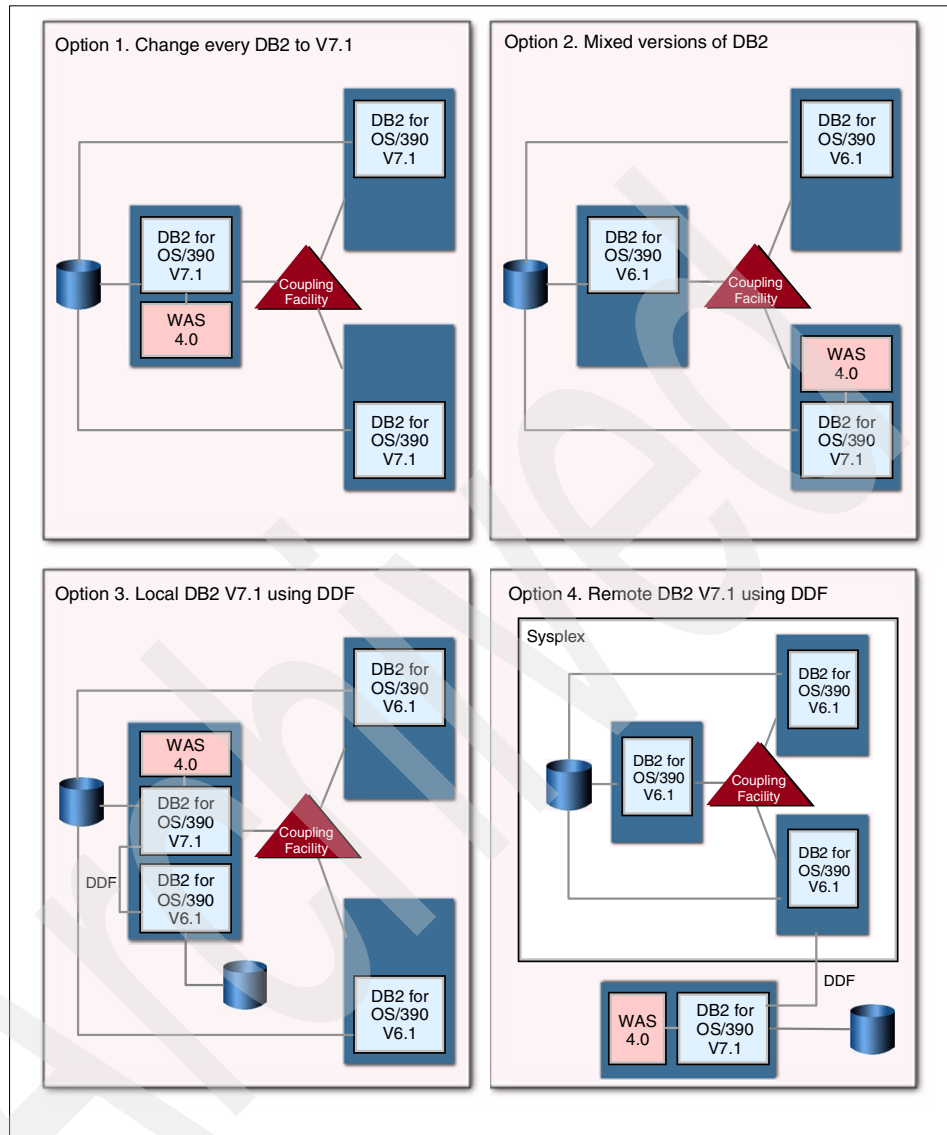 Option 1. Change every DB2 to V7.1
DB2 for
OS/390
V7.1
DB2 for
OS/390
V7.1
WAS
4.0
Coupling
Facility
DB2 for
OS/390
V7.1
Option 2. Mixed versions of DB2
DB2 for
OS/390
V6.1
DB2 for
OS/390
V6.1
Coupling
Facility
WAS
4.0
DB2 for
OS/390
V7.1
Option 3. Local DB2 V7.1 using DDF
DB2 for
OS/390
V6.1
WAS
4.0
DB2 for
OS/390
V7.1
Coupling
Facility
DDF
DB2 for
OS/390
V6.1
DB2 for
OS/390
V6.1
Option 4. Remote DB2 V7.1 using DDF
Sysplex
DB2 for
OS/390
V6.1
DB2 for
OS/390
V6.1
Coupling
Facility
DB2 for
OS/390
V6.1
DDF
WAS
4.0
DB2 for
OS/390
V7.1
Archived